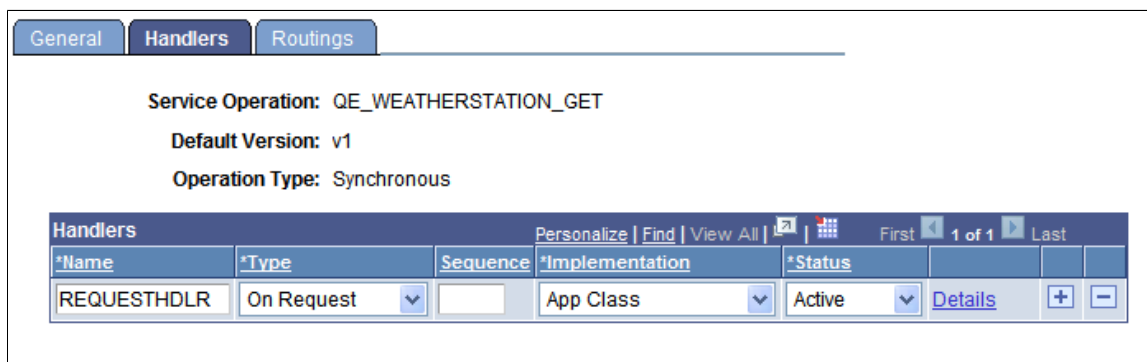 General Handlers Routings
Service Operation: QE_WEATHERSTATION_GET
Default Version: v1
Operation Type: Synchronous
Handlers Personalize | Find | View All | | First 1 of 1 Last
*Name *Type Sequence *Implementation *Status
REQUESTHDLR On Request App Class Active Details + −